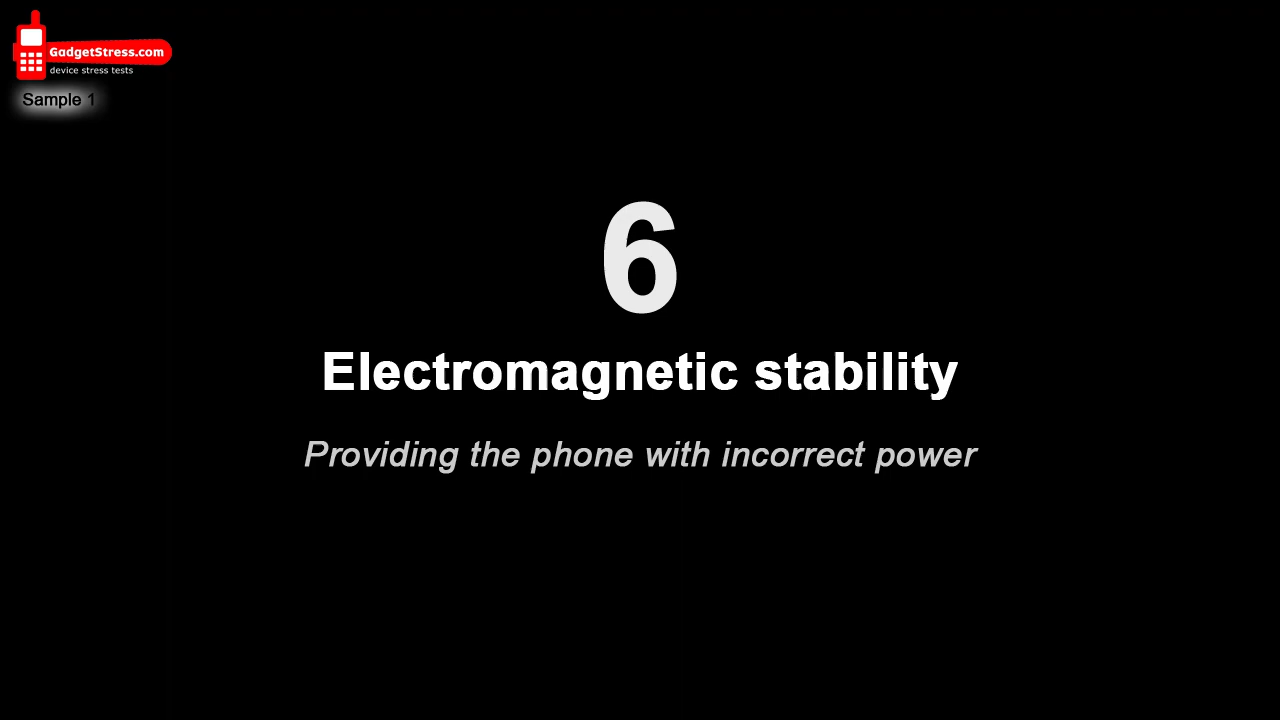 GadgetStress.com
device stress tests
Sample 1
6
Electromagnetic stability
Providing the phone with incorrect power